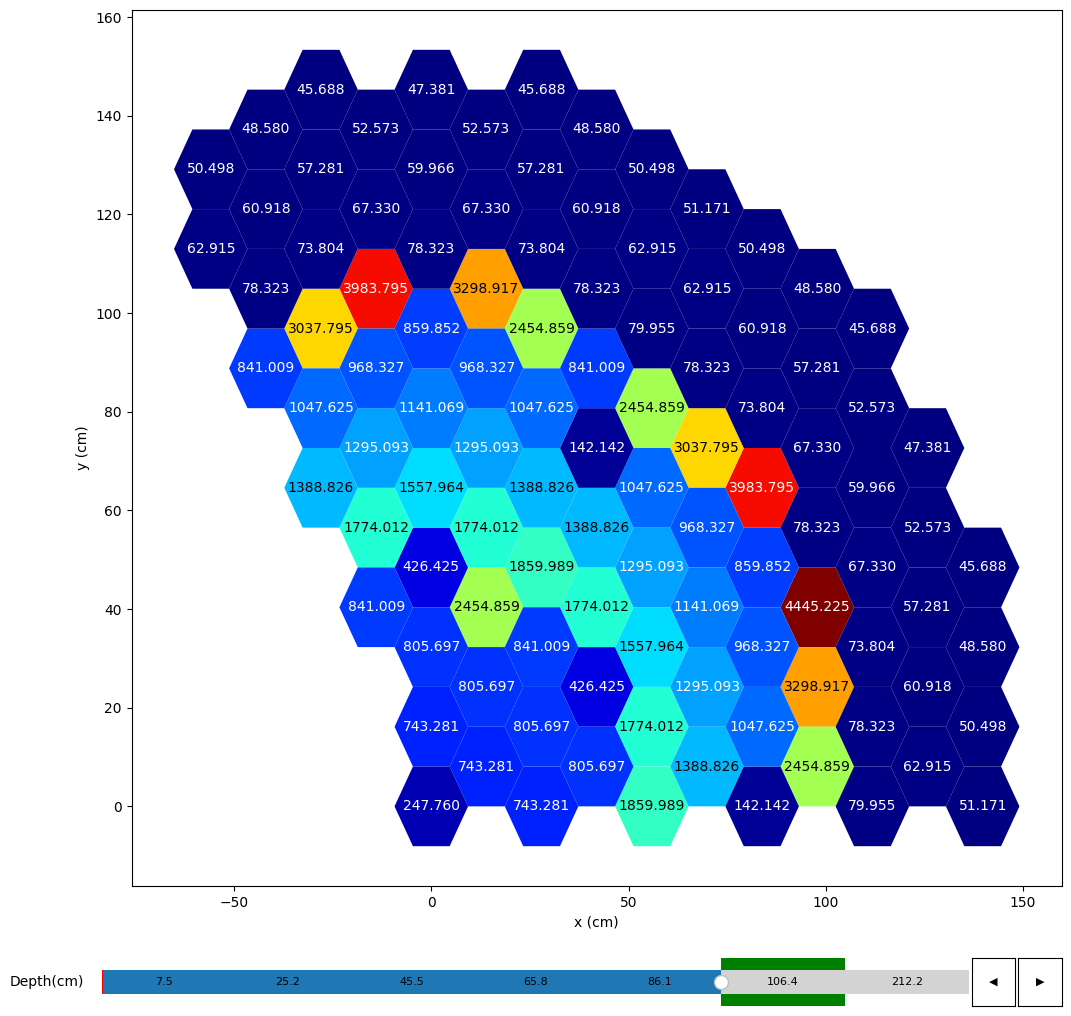 160
45.688 47.381 45.688
140
48.580 52.573 52.573 48.580
50.498 57.281 59.966 57.281 50.498
120
60.918 67.330 67.330 60.918 51.171
62.915 73.804 78.323 73.804 62.915 50.498
78.323 3983.795 3298.917 78.323 62.915 48.580
100
3037.795 859.852 2454.859 79.955 60.918 45.688
841.009 968.327 968.327 841.009 78.323 57.281
80
1047.625 1141.069 1047.625 2454.859 73.804 52.573
y (cm)
1295.093 1295.093 142.142 3037.795 67.330 47.381
1388.826 1557.964 1388.826 1047.625 3983.795 59.966
60
1774.012 1774.012 1388.826 968.327 78.323 52.573
426.425 1859.989 1295.093 859.852 67.330 45.688
40
841.009 2454.859 1774.012 1141.069 4445.225 57.281
805.697 841.009 1557.964 968.327 73.804 48.580
805.697 426.425 1295.093 3298.917 60.918
20
743.281 805.697 1774.012 1047.625 78.323 50.498
743.281 805.697 1388.826 2454.859 62.915
0
247.760 743.281 1859.989 142.142 79.955 51.171
−50 0 50 100 150
x (cm)
Depth(cm) 7.5 25.2 45.5 65.8 86.1 106.4 212.2 ◄ ►